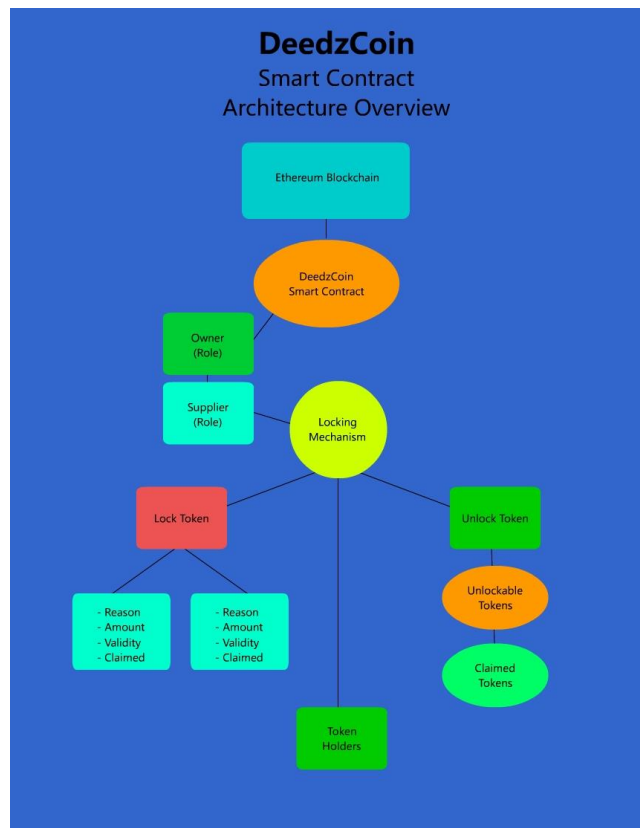 DeedzCoin
Smart Contract
Architecture Overview
Ethereum Blockchain
DeedzCoin
Smart Contract
Owner
(Role)
Supplier
(Role)
Locking
Mechanism
Lock Token
Unlock Token
- Reason
- Amount
- Validity
- Claimed
- Reason
- Amount
- Validity
- Claimed
Unlockable
Tokens
Claimed
Tokens
Token
Holders